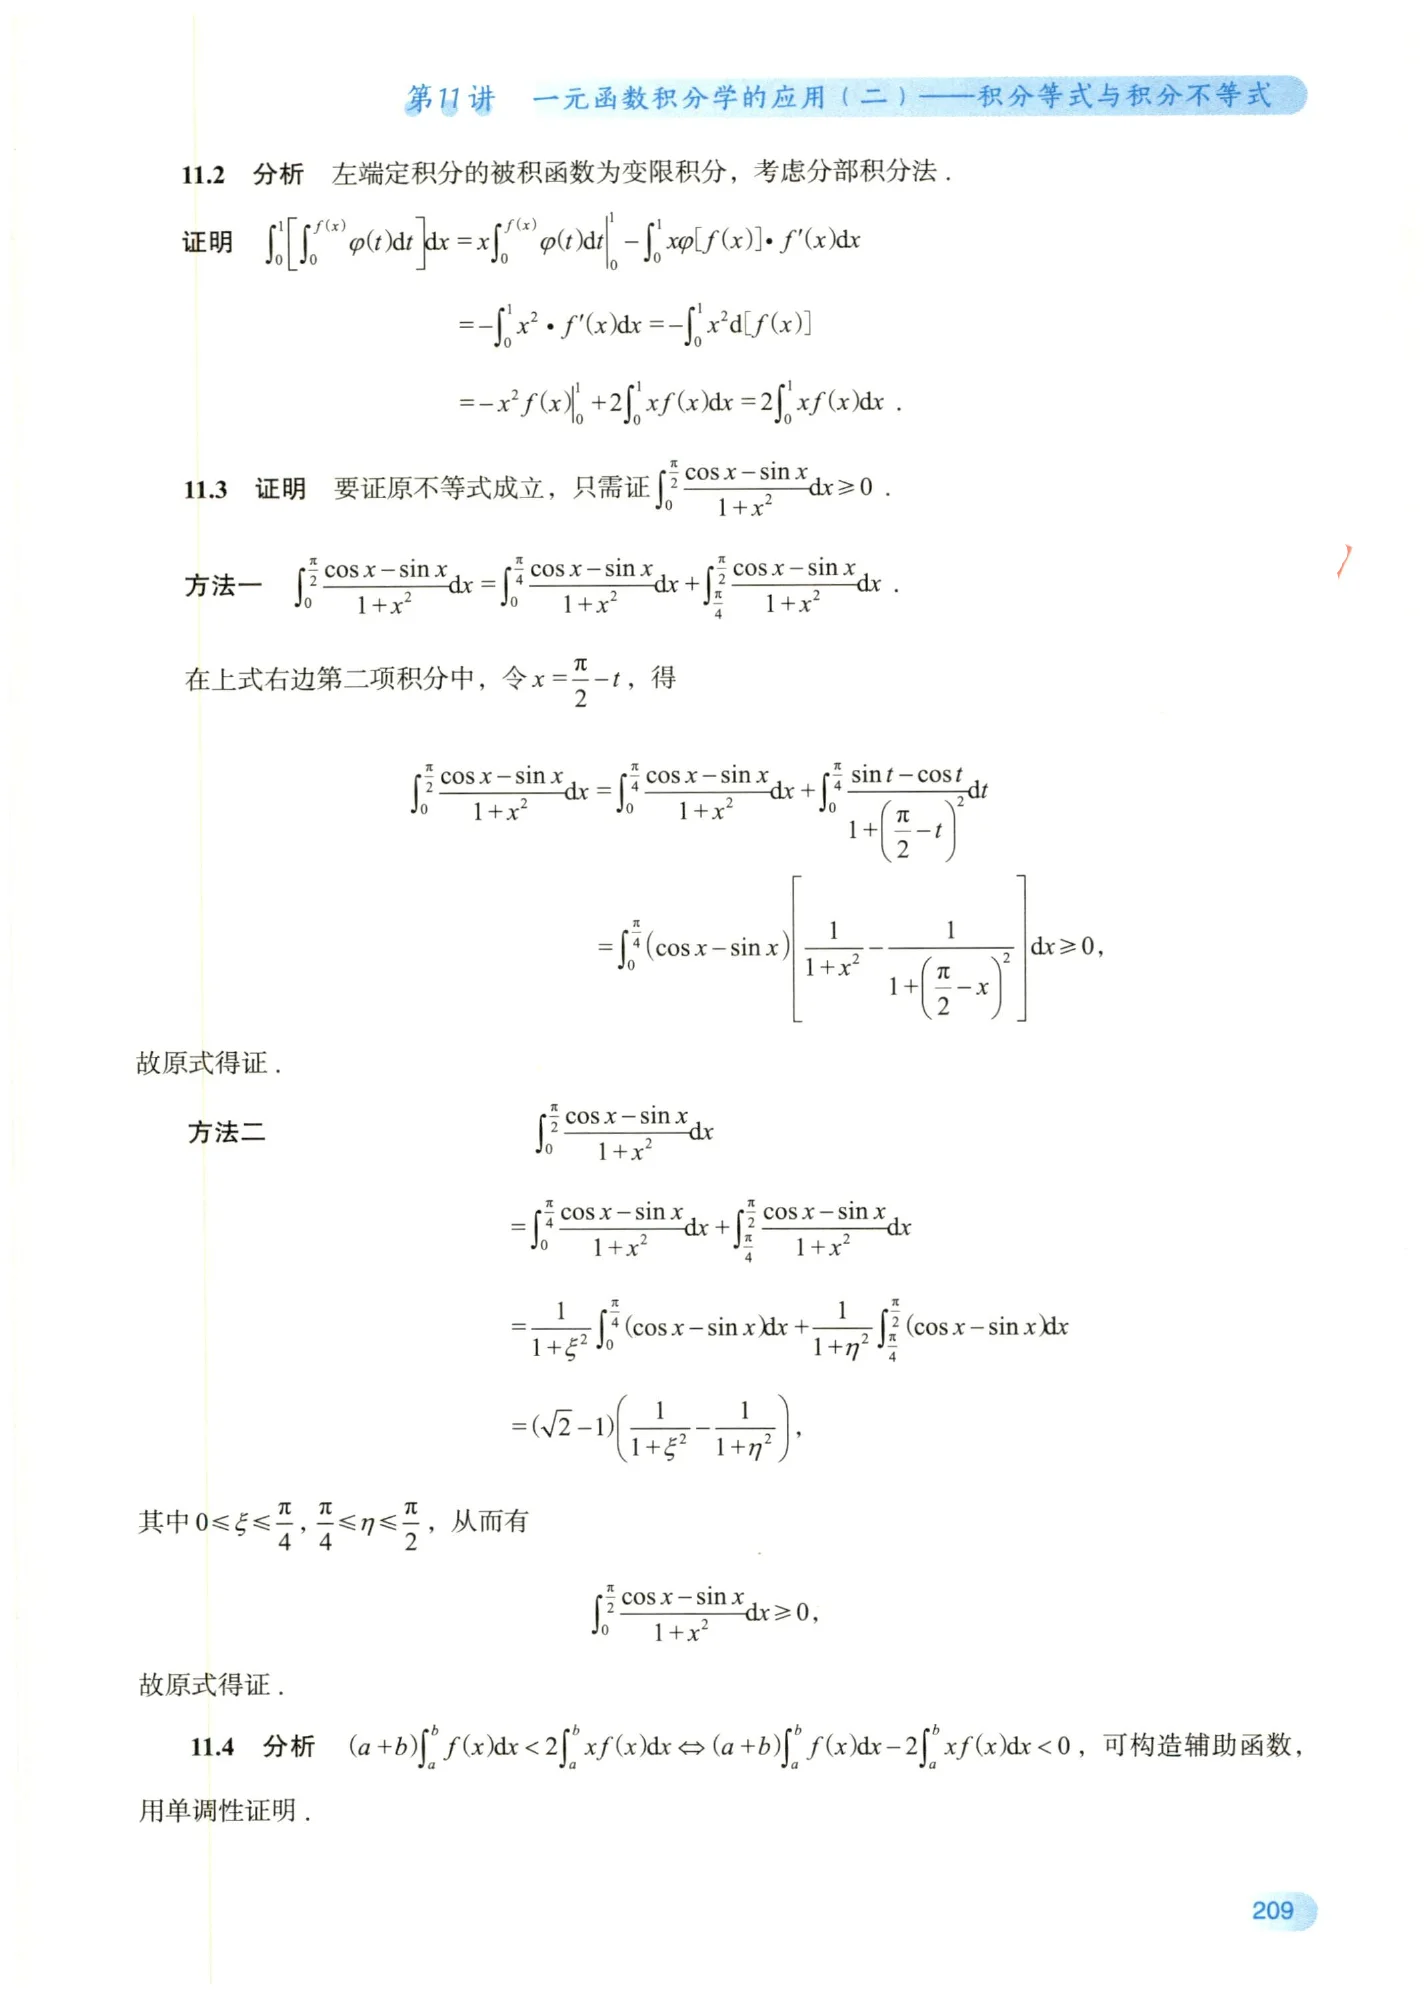 第11讲 一元函数积分学的应用(二)——积分等式与积分不等式
11.2 分析 左端定积分的被积函数为变限积分，考虑分部积分法．
证明 $\int_0^1\left[\int_0^{f(x)}\varphi(t)\mathrm{d}t\right]\mathrm{d}x=x\int_0^{f(x)}\varphi(t)\mathrm{d}t\Big|_0^1-\int_0^1 x\varphi[f(x)]\cdot f'(x)\mathrm{d}x$
$=-\int_0^1 x^2\cdot f'(x)\mathrm{d}x=-\int_0^1 x^2\mathrm{d}[f(x)]$
$=-x^2f(x)\Big|_0^1+2\int_0^1 xf(x)\mathrm{d}x=2\int_0^1 xf(x)\mathrm{d}x$．
11.3 证明 要证原不等式成立，只需证$\int_0^{\frac{\pi}{2}}\frac{\cos x-\sin x}{1+x^2}\mathrm{d}x\geqslant 0$．
方法一 $\int_0^{\frac{\pi}{2}}\frac{\cos x-\sin x}{1+x^2}\mathrm{d}x=\int_0^{\frac{\pi}{4}}\frac{\cos x-\sin x}{1+x^2}\mathrm{d}x+\int_{\frac{\pi}{4}}^{\frac{\pi}{2}}\frac{\cos x-\sin x}{1+x^2}\mathrm{d}x$．
在上式右边第二项积分中，令$x=\frac{\pi}{2}-t$，得
$\int_0^{\frac{\pi}{2}}\frac{\cos x-\sin x}{1+x^2}\mathrm{d}x=\int_0^{\frac{\pi}{4}}\frac{\cos x-\sin x}{1+x^2}\mathrm{d}x+\int_0^{\frac{\pi}{4}}\frac{\sin t-\cos t}{1+\left(\frac{\pi}{2}-t\right)^2}\mathrm{d}t$
$=\int_0^{\frac{\pi}{4}}(\cos x-\sin x)\left[\frac{1}{1+x^2}-\frac{1}{1+\left(\frac{\pi}{2}-x\right)^2}\right]\mathrm{d}x\geqslant 0,$
故原式得证．
方法二 $\int_0^{\frac{\pi}{2}}\frac{\cos x-\sin x}{1+x^2}\mathrm{d}x$
$=\int_0^{\frac{\pi}{4}}\frac{\cos x-\sin x}{1+x^2}\mathrm{d}x+\int_{\frac{\pi}{4}}^{\frac{\pi}{2}}\frac{\cos x-\sin x}{1+x^2}\mathrm{d}x$
$=\frac{1}{1+\xi^2}\int_0^{\frac{\pi}{4}}(\cos x-\sin x)\mathrm{d}x+\frac{1}{1+\eta^2}\int_{\frac{\pi}{4}}^{\frac{\pi}{2}}(\cos x-\sin x)\mathrm{d}x$
$=(\sqrt{2}-1)\left(\frac{1}{1+\xi^2}-\frac{1}{1+\eta^2}\right),$
其中$0\leqslant\xi\leqslant\frac{\pi}{4},\frac{\pi}{4}\leqslant\eta\leqslant\frac{\pi}{2}$，从而有
$\int_0^{\frac{\pi}{2}}\frac{\cos x-\sin x}{1+x^2}\mathrm{d}x\geqslant 0,$
故原式得证．
11.4 分析 $(a+b)\int_a^b f(x)\mathrm{d}x<2\int_a^b xf(x)\mathrm{d}x\Leftrightarrow(a+b)\int_a^b f(x)\mathrm{d}x-2\int_a^b xf(x)\mathrm{d}x<0$，可构造辅助函数，
用单调性证明．
209